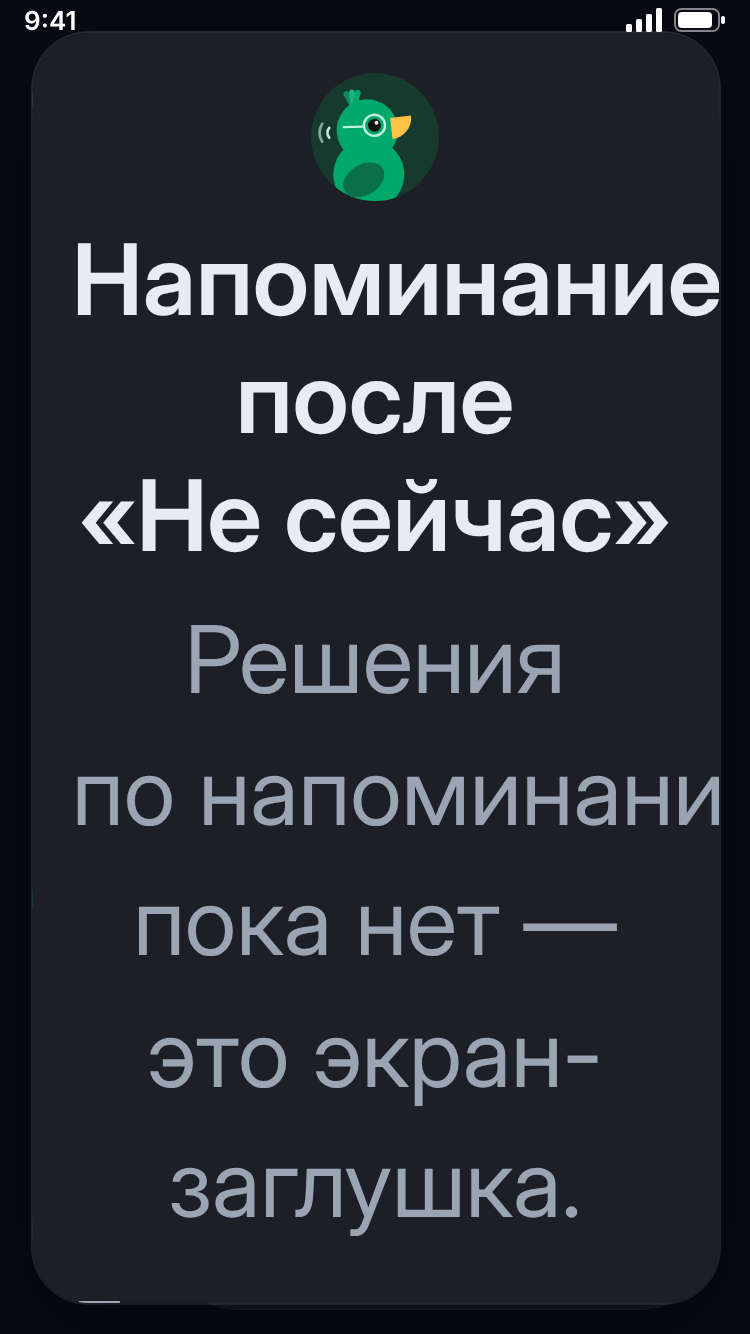 9:41
Напоминание
после
«Не сейчас»
Решения
по напоминани
пока нет —
это экран-
заглушка.